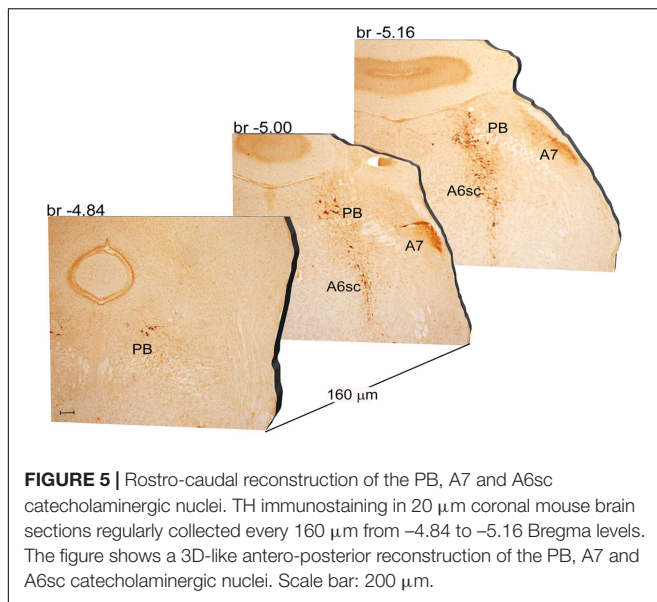 br -5.16
PB
A7
A6sc
br -5.00
PB
A7
A6sc
br -4.84
PB
160 μm
FIGURE 5 | Rostro-caudal reconstruction of the PB, A7 and A6sc
catecholaminergic nuclei. TH immunostaining in 20 μm coronal mouse brain
sections regularly collected every 160 μm from –4.84 to –5.16 Bregma levels.
The figure shows a 3D-like antero-posterior reconstruction of the PB, A7 and
A6sc catecholaminergic nuclei. Scale bar: 200 μm.